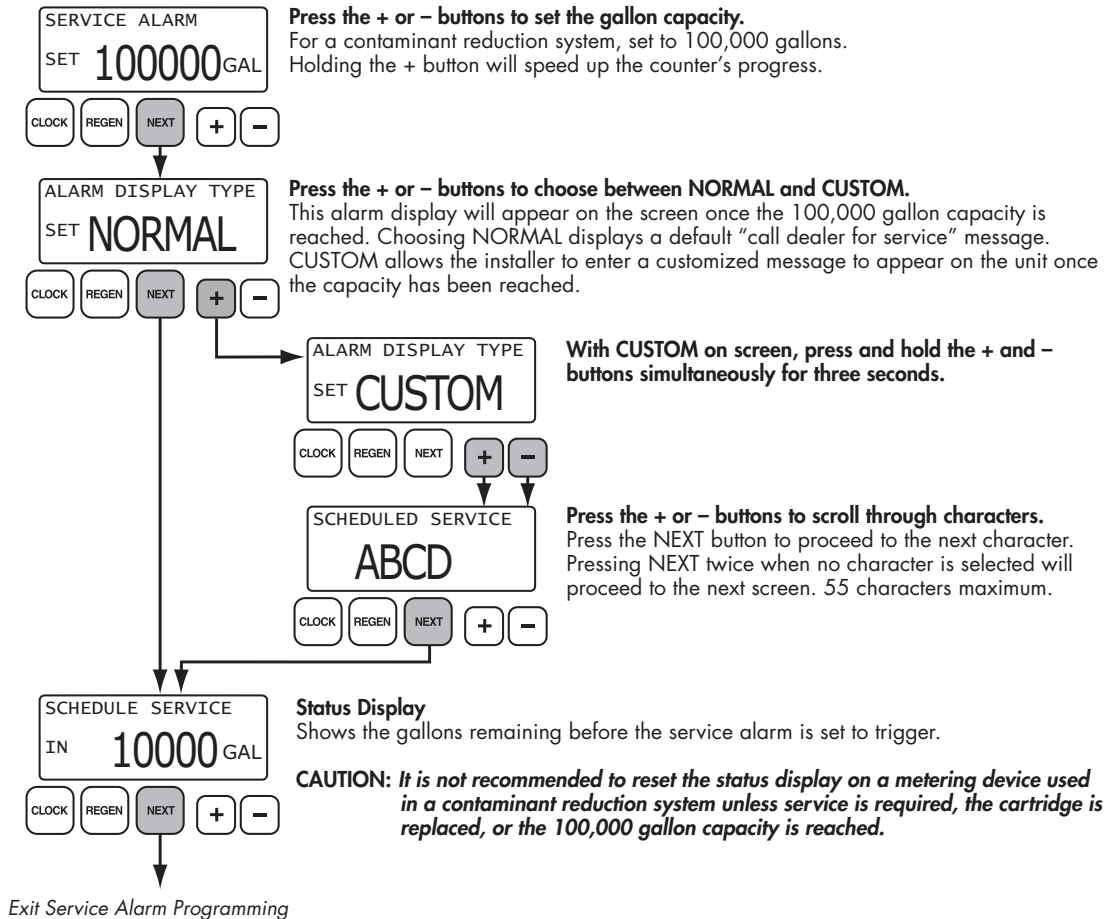 SERVICE ALARM
SET 100000 GAL
CLOCK REGEN NEXT + −
Press the + or – buttons to set the gallon capacity.
For a contaminant reduction system, set to 100,000 gallons.
Holding the + button will speed up the counter's progress.
ALARM DISPLAY TYPE
SET NORMAL
CLOCK REGEN NEXT + −
Press the + or – buttons to choose between NORMAL and CUSTOM.
This alarm display will appear on the screen once the 100,000 gallon capacity is
reached. Choosing NORMAL displays a default “call dealer for service” message.
CUSTOM allows the installer to enter a customized message to appear on the unit once
the capacity has been reached.
ALARM DISPLAY TYPE
SET CUSTOM
CLOCK REGEN NEXT + −
With CUSTOM on screen, press and hold the + and –
buttons simultaneously for three seconds.
SCHEDULED SERVICE
ABCD
CLOCK REGEN NEXT + −
Press the + or – buttons to scroll through characters.
Press the NEXT button to proceed to the next character.
Pressing NEXT twice when no character is selected will
proceed to the next screen. 55 characters maximum.
SCHEDULE SERVICE
IN 10000 GAL
CLOCK REGEN NEXT + −
Status Display
Shows the gallons remaining before the service alarm is set to trigger.
CAUTION: It is not recommended to reset the status display on a metering device used
in a contaminant reduction system unless service is required, the cartridge is
replaced, or the 100,000 gallon capacity is reached.
Exit Service Alarm Programming